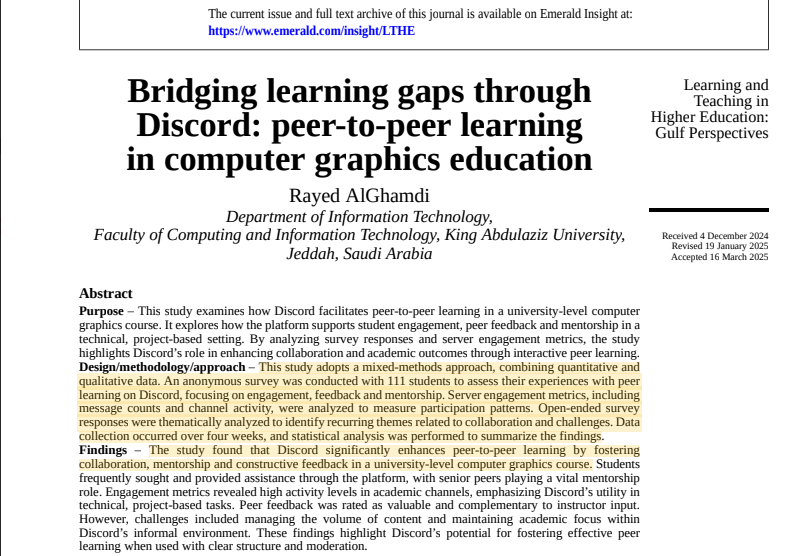 The current issue and full text archive of this journal is available on Emerald Insight at:
https://www.emerald.com/insight/LTHE
Bridging learning gaps through
Discord: peer-to-peer learning
in computer graphics education
Rayed AlGhamdi
Department of Information Technology,
Faculty of Computing and Information Technology, King Abdulaziz University,
Jeddah, Saudi Arabia
Learning and
Teaching in
Higher Education:
Gulf Perspectives
Received 4 December 2024
Revised 19 January 2025
Accepted 16 March 2025
Abstract
Purpose – This study examines how Discord facilitates peer-to-peer learning in a university-level computer
graphics course. It explores how the platform supports student engagement, peer feedback and mentorship in a
technical, project-based setting. By analyzing survey responses and server engagement metrics, the study
highlights Discord's role in enhancing collaboration and academic outcomes through interactive peer learning.
Design/methodology/approach – This study adopts a mixed-methods approach, combining quantitative and
qualitative data. An anonymous survey was conducted with 111 students to assess their experiences with peer
learning on Discord, focusing on engagement, feedback and mentorship. Server engagement metrics, including
message counts and channel activity, were analyzed to measure participation patterns. Open-ended survey
responses were thematically analyzed to identify recurring themes related to collaboration and challenges. Data
collection occurred over four weeks, and statistical analysis was performed to summarize the findings.
Findings – The study found that Discord significantly enhances peer-to-peer learning by fostering
collaboration, mentorship and constructive feedback in a university-level computer graphics course. Students
frequently sought and provided assistance through the platform, with senior peers playing a vital mentorship
role. Engagement metrics revealed high activity levels in academic channels, emphasizing Discord's utility in
technical, project-based tasks. Peer feedback was rated as valuable and complementary to instructor input.
However, challenges included managing the volume of content and maintaining academic focus within
Discord's informal environment. These findings highlight Discord's potential for fostering effective peer
learning when used with clear structure and moderation.